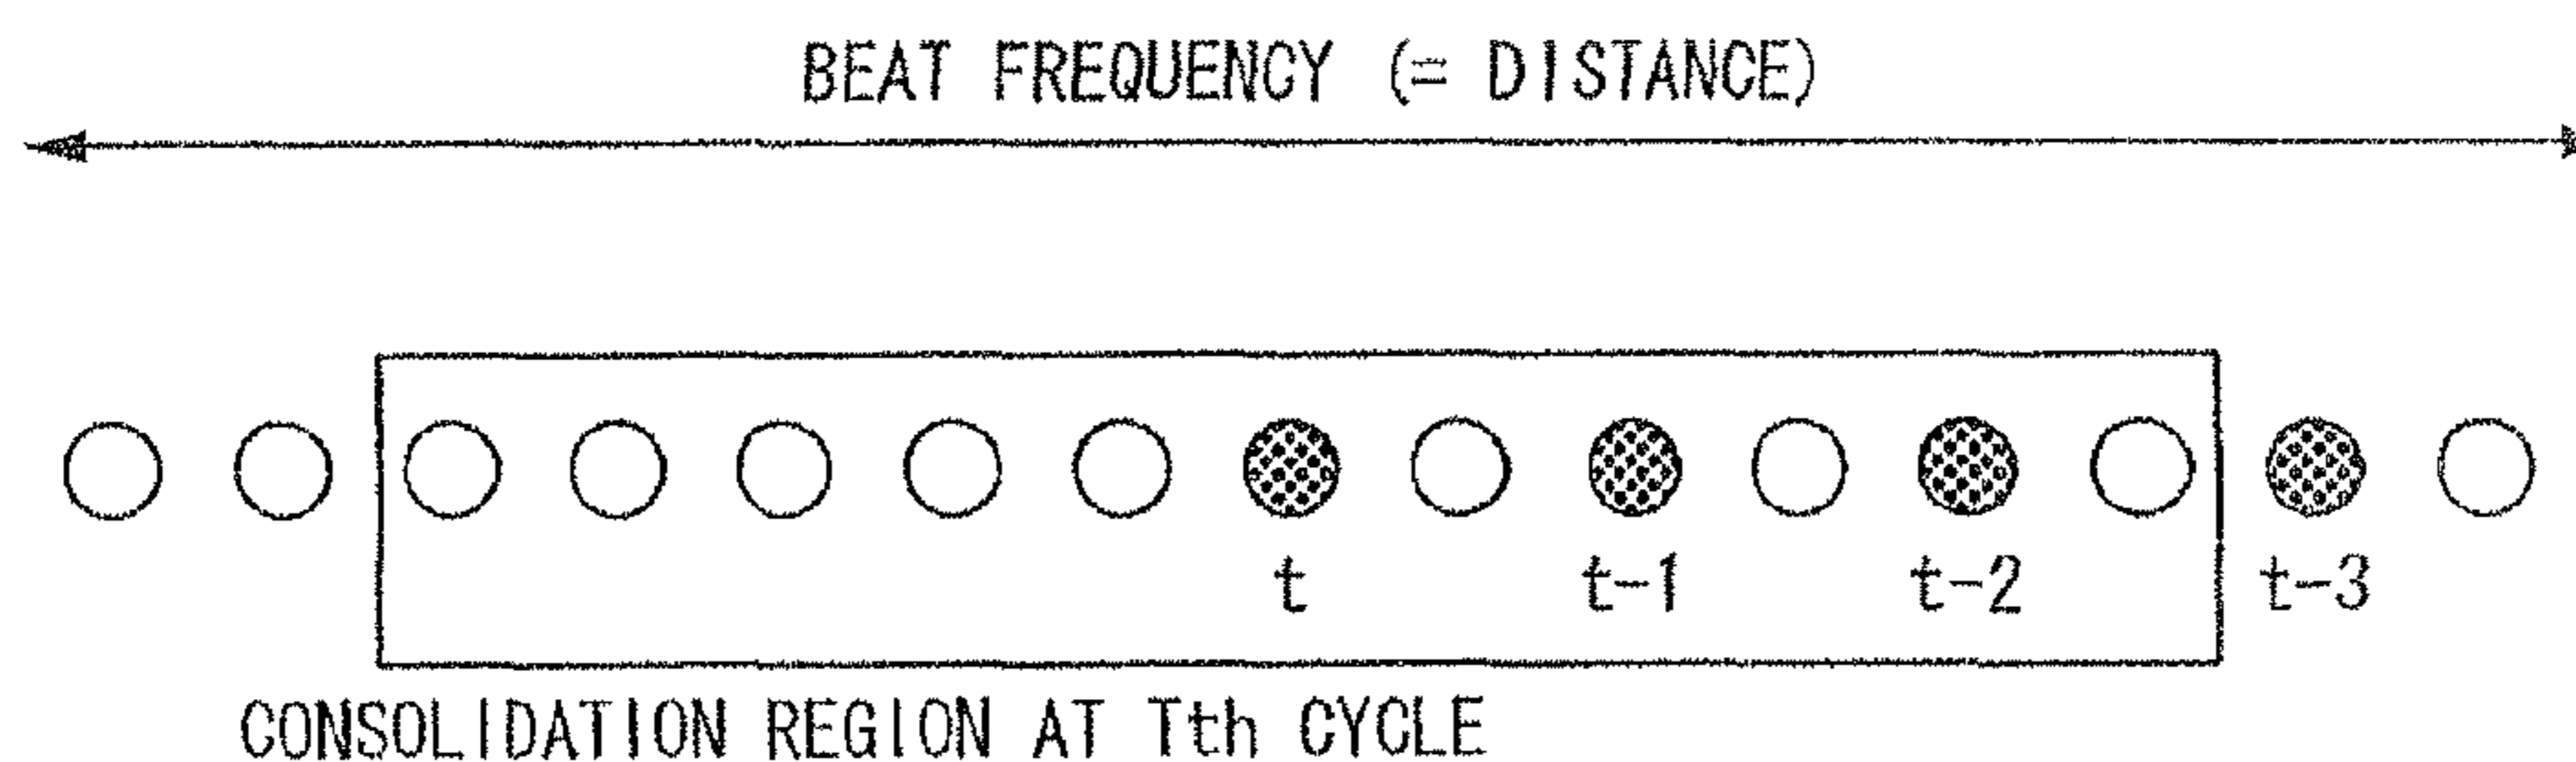 BEAT FREQUENCY (= DISTANCE)
t t-1 t-2 t-3
CONSOLIDATION REGION AT Tth CYCLE